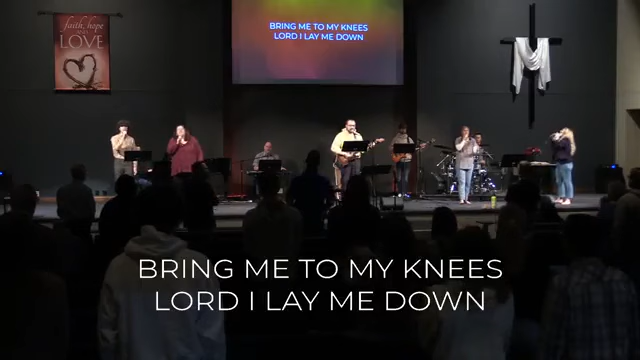 faith, hope
AND
LOVE
BRING ME TO MY KNEES
LORD I LAY ME DOWN
BRING ME TO MY KNEES
LORD I LAY ME DOWN